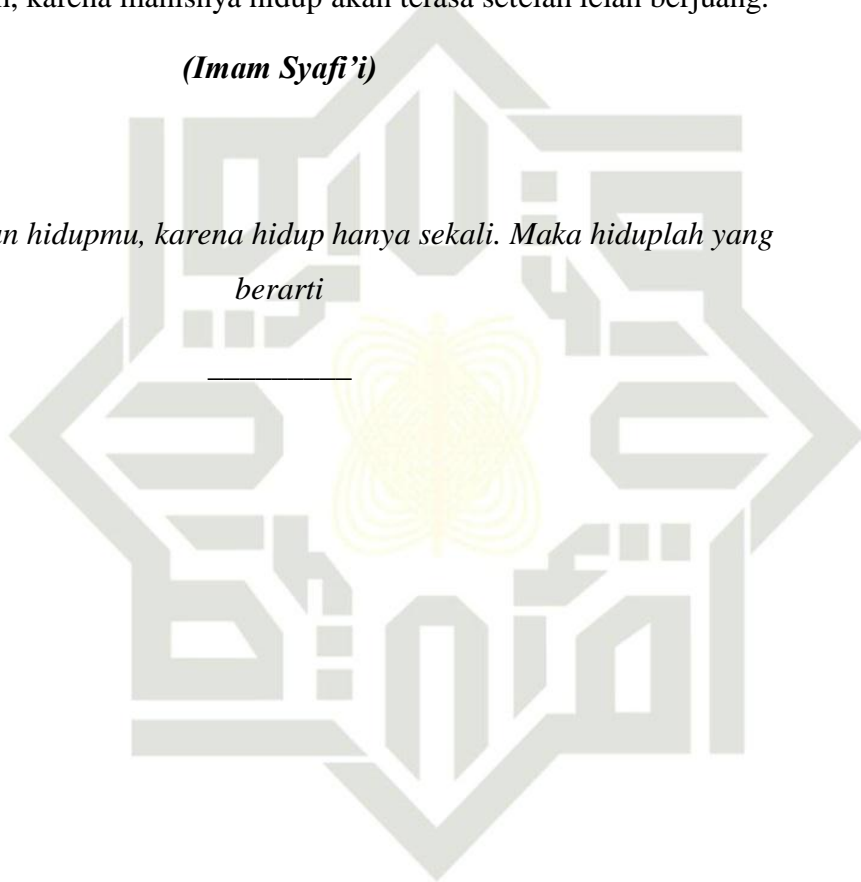 karena manisnya hidup akan terasa setelah lelah berjuang.
(Imam Syafi’i)
hidupmu, karena hidup hanya sekali. Maka hiduplah yang
berarti
_________